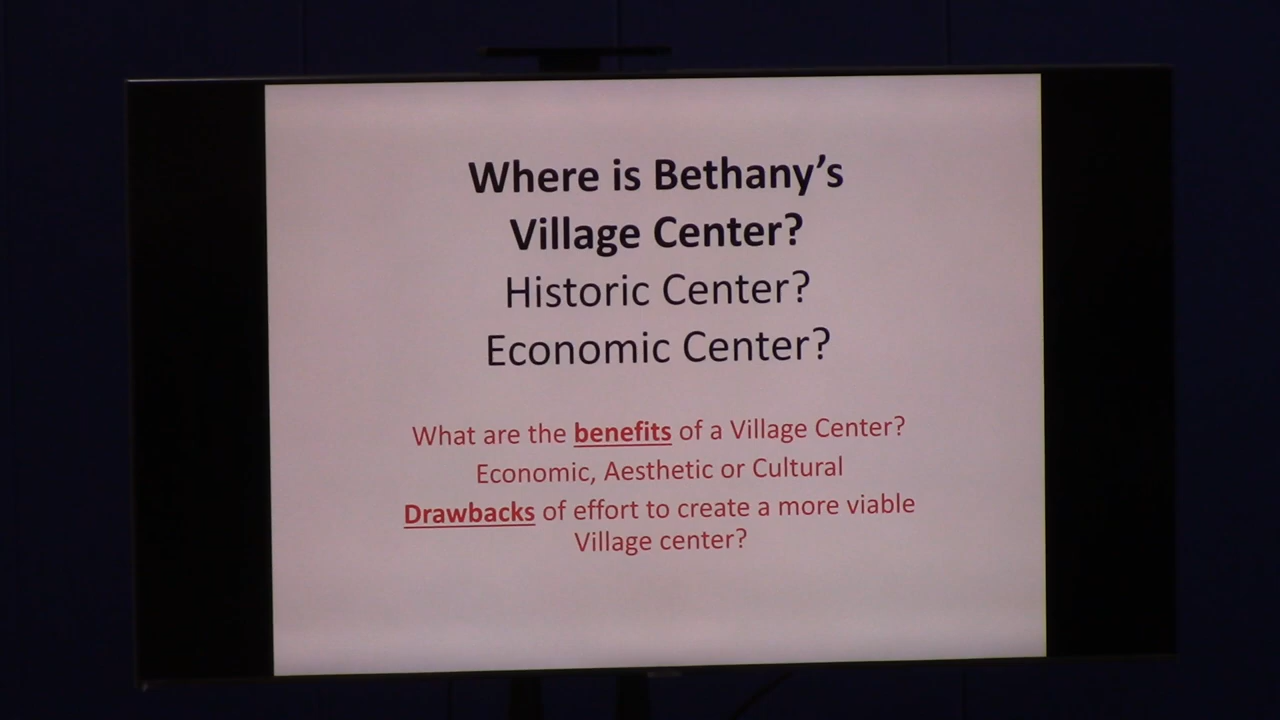 Where is Bethany's
Village Center?
Historic Center?
Economic Center?
What are the benefits of a Village Center?
Economic, Aesthetic or Cultural
Drawbacks of effort to create a more viable
Village center?